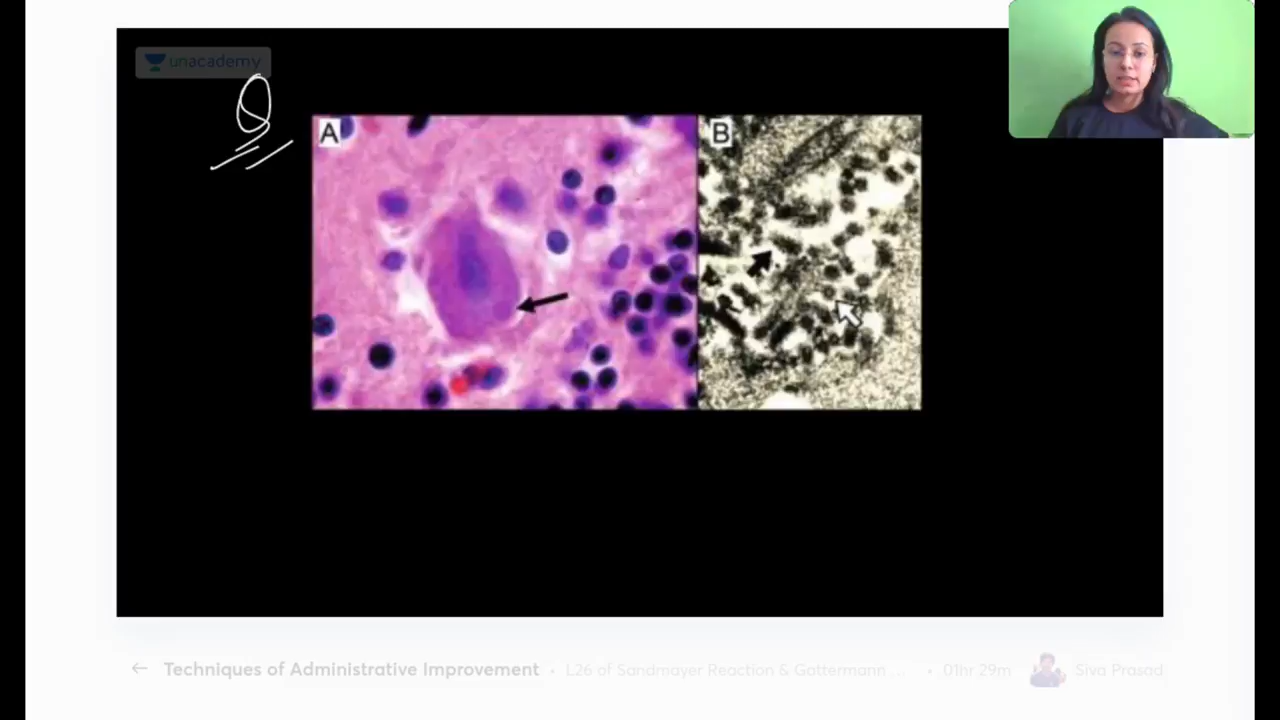 unacademy
Q
A
B
Techniques of Administrative Improvement • L26 of Sandmayer Reaction & Gattermann ... • 01hr 29m Siva Prasad